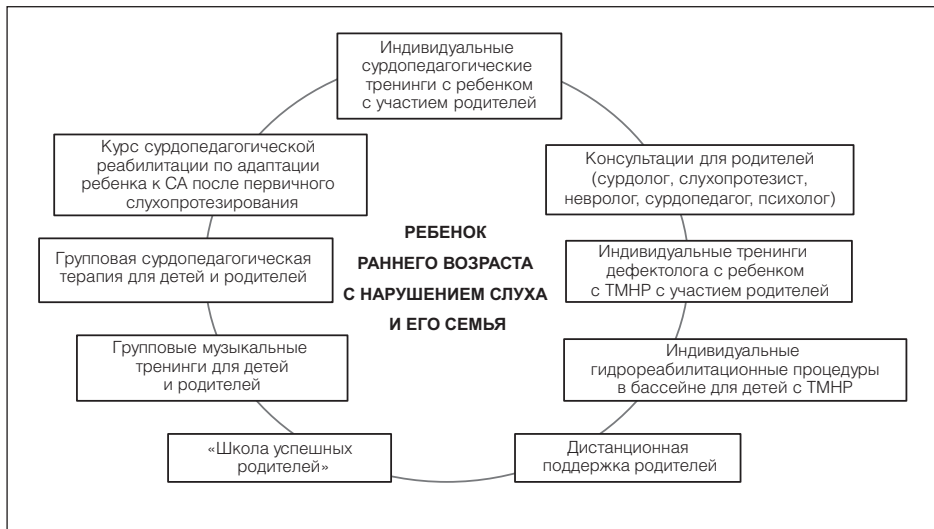 Индивидуальные
сурдопедагогические
тренинги с ребенком
с участием родителей
Курс сурдопедагогической
реабилитации по адаптации
ребенка к СА после первичного
слухопротезирования
Консультации для родителей
(сурдолог, слухопротезист,
невролог, сурдопедагог, психолог)
РЕБЕНОК
РАННЕГО ВОЗРАСТА
С НАРУШЕНИЕМ СЛУХА
И ЕГО СЕМЬЯ
Групповая сурдопедагогическая
терапия для детей и родителей
Индивидуальные тренинги
дефектолога с ребенком
с ТМНР с участием родителей
Групповые музыкальные
тренинги для детей
и родителей
Индивидуальные
гидрореабилитационные процедуры
в бассейне для детей с ТМНР
«Школа успешных
родителей»
Дистанционная
поддержка родителей